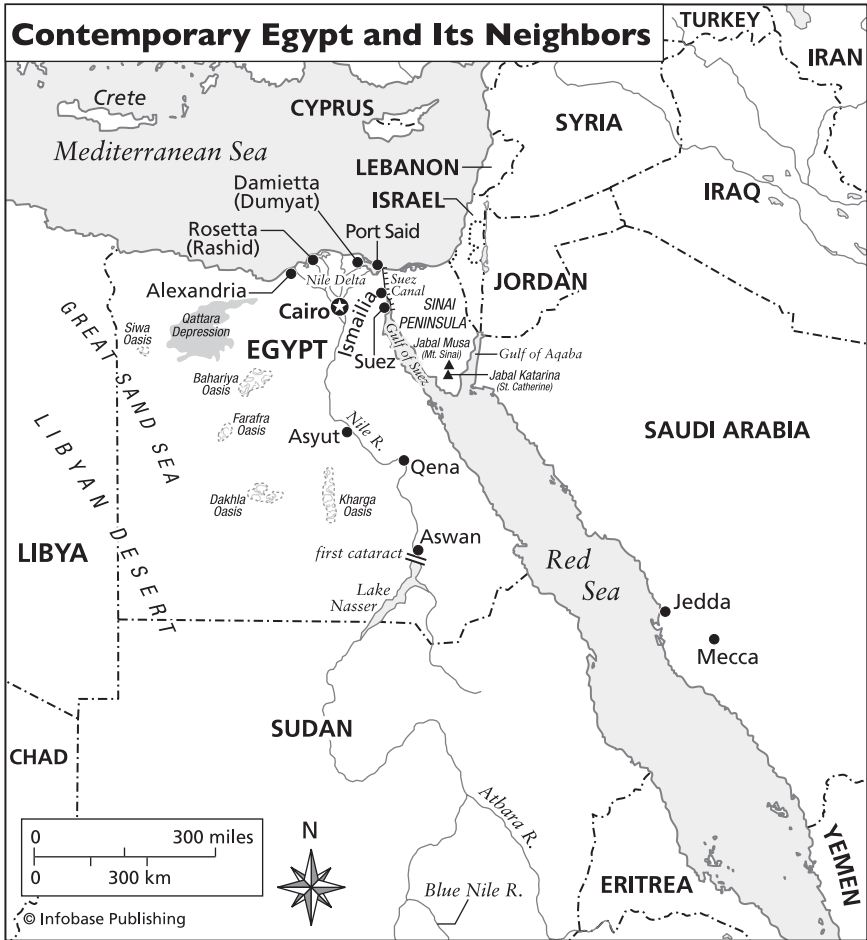 Contemporary Egypt and Its Neighbors
TURKEY
IRAN
Crete
CYPRUS
SYRIA
Mediterranean Sea
LEBANON
IRAQ
Damietta
(Dumyat)
ISRAEL
Rosetta
(Rashid)
Port Said
Nile Delta
Suez
Canal
JORDAN
Alexandria
Cairo
Ismailia
SINAI
PENINSULA
Qattara
Depression
Siwa
Oasis
GREAT SAND SEA
EGYPT
Suez
Gulf of Suez
Jabal Musa
(Mt. Sinai)
Gulf of Aqaba
Jabal Katarina
(St. Catherine)
Bahariya
Oasis
Farafra
Oasis
Asyut
Nile R.
SAUDI ARABIA
LIBYAN DESERT
Qena
Dakhla
Oasis
Kharga
Oasis
LIBYA
Aswan
first cataract
Red
Sea
Lake
Nasser
Jedda
Mecca
SUDAN
CHAD
Atbara R.
0 300 miles
0 300 km
N
Blue Nile R.
ERITREA
YEMEN
© Infobase Publishing